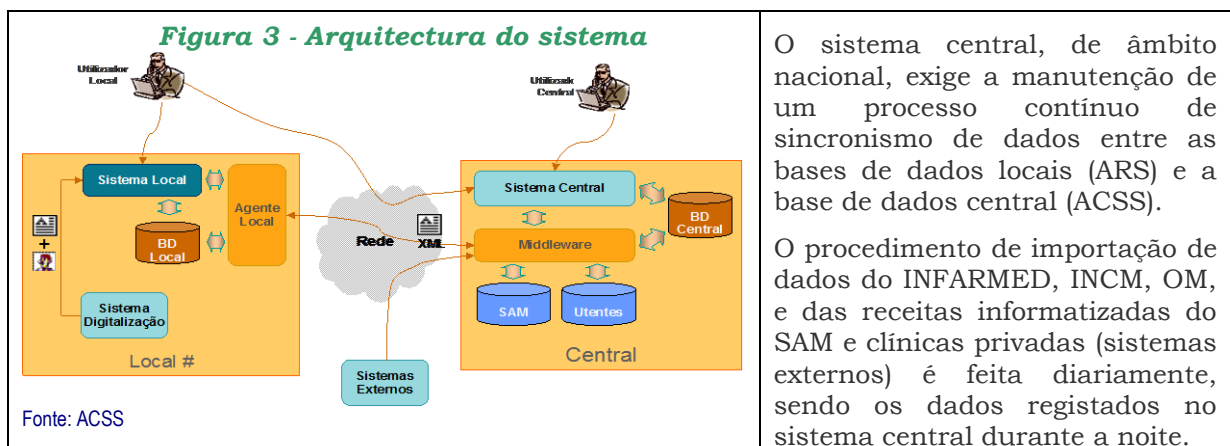 Figura 3 - Arquitectura do sistema
Utilizador
Local
Utilizad
Central
Sistema Local
Agente
Local
BD
Local
+
Sistema
Digitalização
Local #
Rede
XML
Sistema Central
BD
Central
Middleware
SAM
Utentes
Central
Sistemas
Externos
Fonte: ACSS
O sistema central, de âmbito
nacional, exige a manutenção de
um processo contínuo de
sincronismo de dados entre as
bases de dados locais (ARS) e a
base de dados central (ACSS).
O procedimento de importação de
dados do INFARMED, INCM, OM,
e das receitas informatizadas do
SAM e clínicas privadas (sistemas
externos) é feita diariamente,
sendo os dados registados no
sistema central durante a noite.